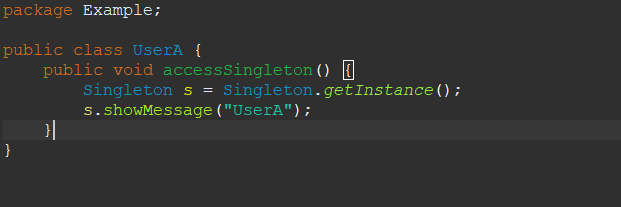 package Example;
public class UserA {
public void accessSingleton() {
Singleton s = Singleton.getInstance();
s.showMessage("UserA");
}
}